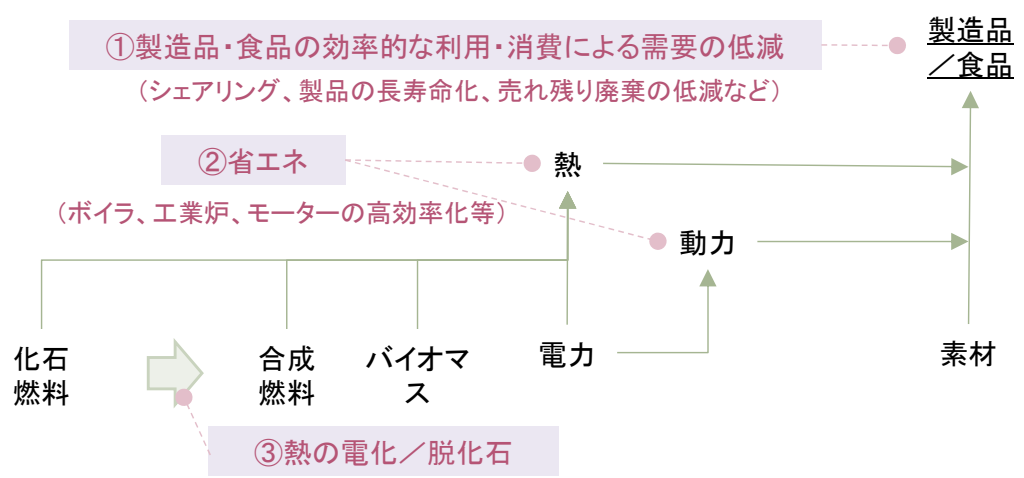 ①製造品・食品の効率的な利用・消費による需要の低減
製造品
／食品
（シェアリング、製品の長寿命化、売れ残り廃棄の低減など）
②省エネ
熱
（ボイラ、工業炉、モーターの高効率化等）
動力
化石
燃料
合成
燃料
バイオマ
ス
電力
素材
③熱の電化／脱化石